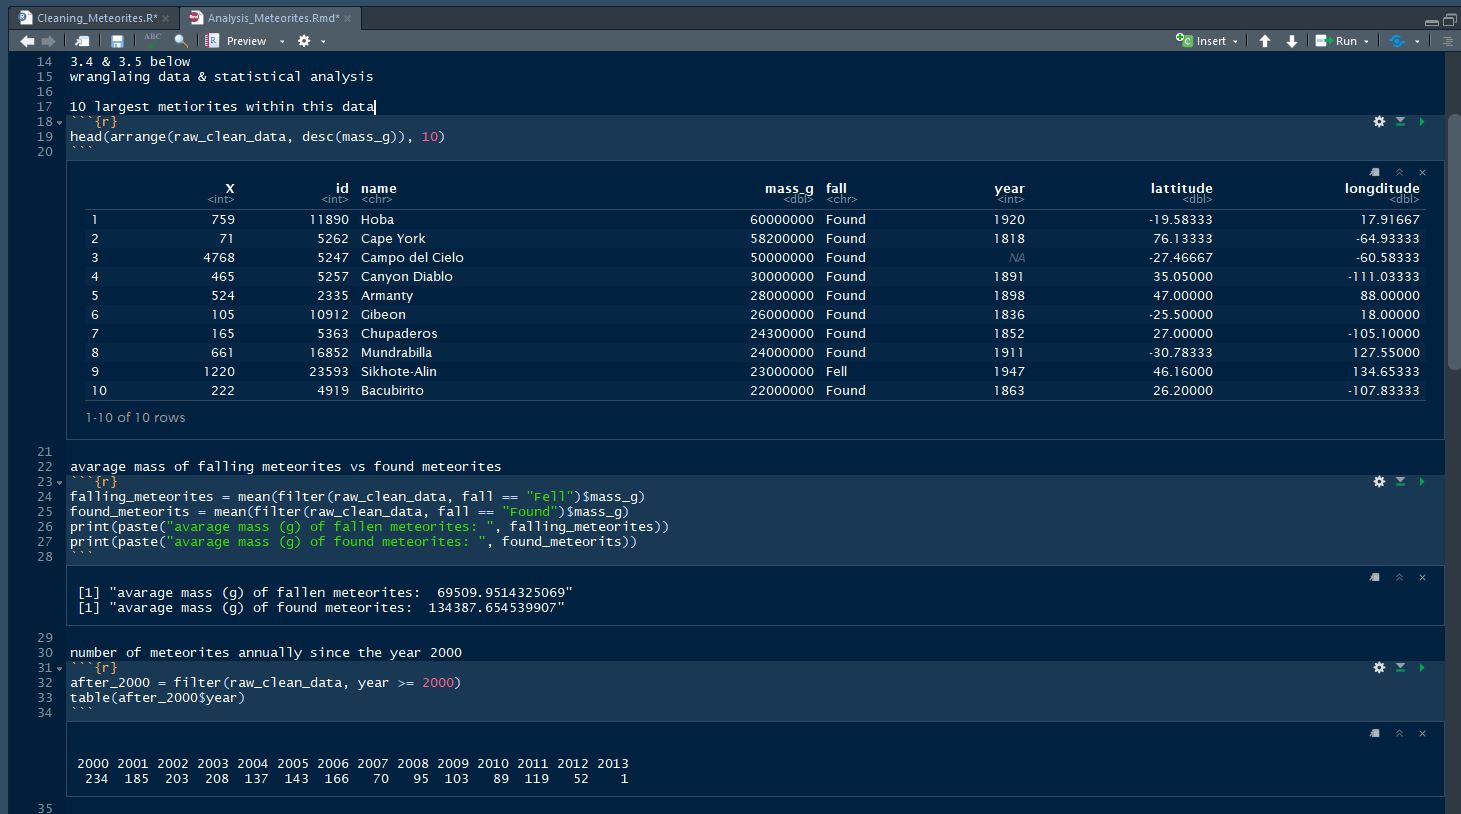 Cleaning_Meteorites.R* × Analysis_Meteorites.Rmd* ×
ABC Preview Insert Run
14 3.4 & 3.5 below
15 wranglaing data & statistical analysis
16
17 10 largest metiorites within this data
18 ```{r}
19 head(arrange(raw_clean_data, desc(mass_g)), 10)
20 ```
X id name mass_g fall year lattitude longditude
<int> <int> <chr> <dbl> <chr> <int> <dbl> <dbl>
1 759 11890 Hoba 60000000 Found 1920 -19.58333 17.91667
2 71 5262 Cape York 58200000 Found 1818 76.13333 -64.93333
3 4768 5247 Campo del Cielo 50000000 Found NA -27.46667 -60.58333
4 465 5257 Canyon Diablo 30000000 Found 1891 35.05000 -111.03333
5 524 2335 Armanty 28000000 Found 1898 47.00000 88.00000
6 105 10912 Gibeon 26000000 Found 1836 -25.50000 18.00000
7 165 5363 Chupaderos 24300000 Found 1852 27.00000 -105.10000
8 661 16852 Mundrabilla 24000000 Found 1911 -30.78333 127.55000
9 1220 23593 Sikhote-Alin 23000000 Fell 1947 46.16000 134.65333
10 222 4919 Bacubirito 22000000 Found 1863 26.20000 -107.83333
1-10 of 10 rows
21
22 avarage mass of falling meteorites vs found meteorites
23 ```{r}
24 falling_meteorites = mean(filter(raw_clean_data, fall == "Fell")$mass_g)
25 found_meteorits = mean(filter(raw_clean_data, fall == "Found")$mass_g)
26 print(paste("avarage mass (g) of fallen meteorites: ", falling_meteorites))
27 print(paste("avarage mass (g) of found meteorites: ", found_meteorits))
28 ```
[1] "avarage mass (g) of fallen meteorites:  69509.9514325069"
[1] "avarage mass (g) of found meteorites:  134387.654539907"
29
30 number of meteorites annually since the year 2000
31 ```{r}
32 after_2000 = filter(raw_clean_data, year >= 2000)
33 table(after_2000$year)
34 ```
2000 2001 2002 2003 2004 2005 2006 2007 2008 2009 2010 2011 2012 2013
234 185 203 208 137 143 166 70 95 103 89 119 52 1
35